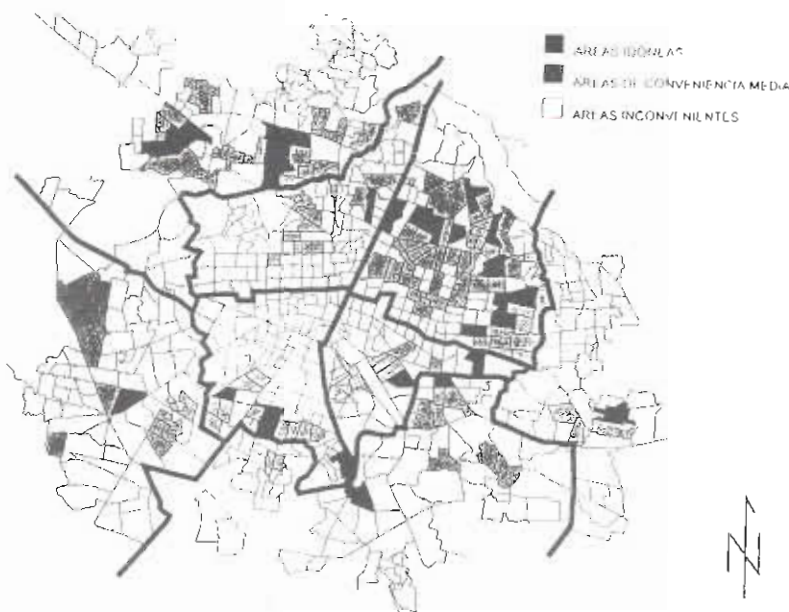 AREAS IDONEAS
AREAS DE CONVENIENCIA MEDIA
AREAS INCONVENIENTES
N